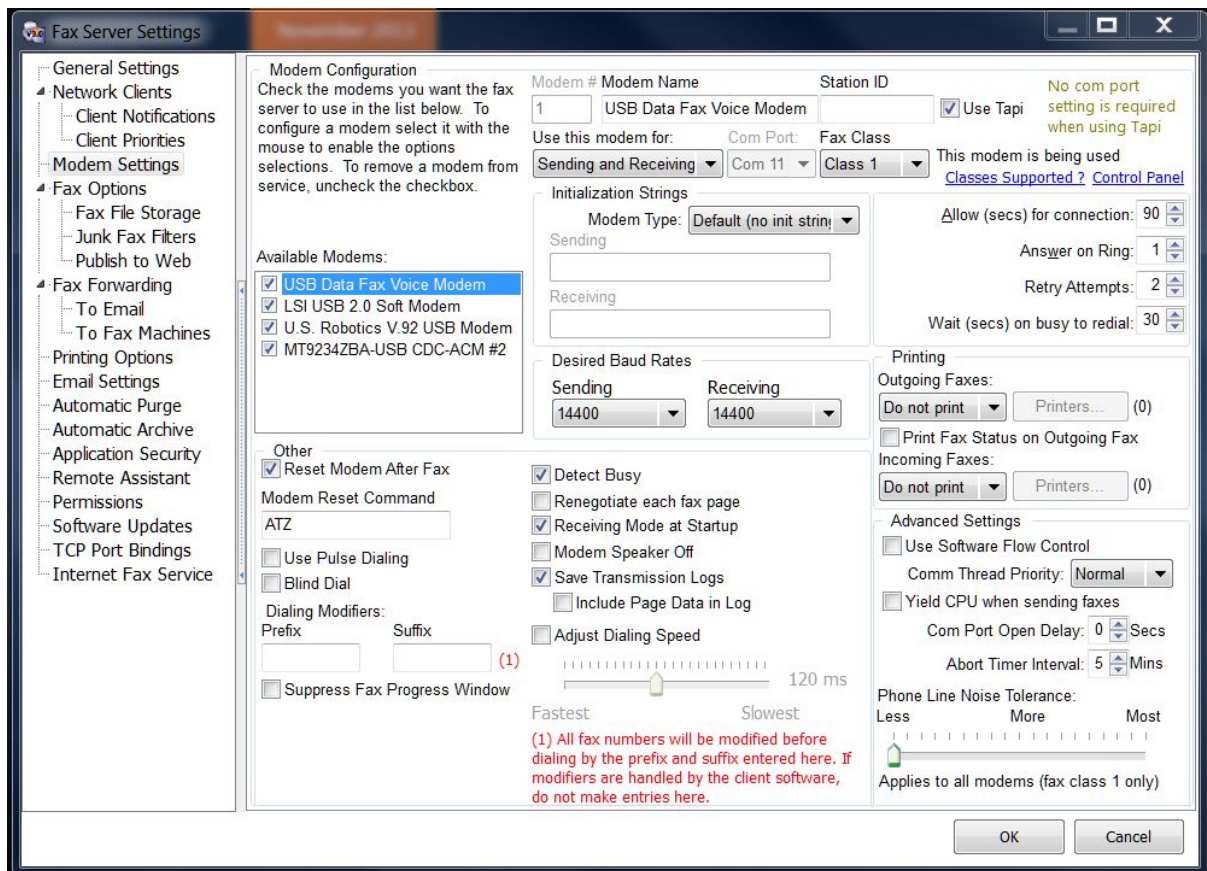 V3.0
Fax Server Settings
November 2013
General Settings
Network Clients
Client Notifications
Client Priorities
Modem Settings
Fax Options
Fax File Storage
Junk Fax Filters
Publish to Web
Fax Forwarding
To Email
To Fax Machines
Printing Options
Email Settings
Automatic Purge
Automatic Archive
Application Security
Remote Assistant
Permissions
Software Updates
TCP Port Bindings
Internet Fax Service
Modem Configuration
Check the modems you want the fax
server to use in the list below. To
configure a modem select it with the
mouse to enable the options
selections. To remove a modem from
service, uncheck the checkbox.
Available Modems:
USB Data Fax Voice Modem
LSI USB 2.0 Soft Modem
U.S. Robotics V.92 USB Modem
MT9234ZBA-USB CDC-ACM #2
Modem # Modem Name Station ID
1 USB Data Fax Voice Modem Use Tapi
No com port
setting is required
when using Tapi
Use this modem for: Com Port: Fax Class
Sending and Receiving Com 11 Class 1
This modem is being used
Classes Supported ? Control Panel
Initialization Strings
Modem Type: Default (no init string
Sending
Receiving
Allow (secs) for connection: 90
Answer on Ring: 1
Retry Attempts: 2
Wait (secs) on busy to redial: 30
Desired Baud Rates
Sending Receiving
14400 14400
Printing
Outgoing Faxes:
Do not print Printers... (0)
Print Fax Status on Outgoing Fax
Incoming Faxes:
Do not print Printers... (0)
Other
Reset Modem After Fax
Modem Reset Command
ATZ
Use Pulse Dialing
Blind Dial
Dialing Modifiers:
Prefix Suffix
(1)
Suppress Fax Progress Window
Detect Busy
Renegotiate each fax page
Receiving Mode at Startup
Modem Speaker Off
Save Transmission Logs
Include Page Data in Log
Adjust Dialing Speed
120 ms
Fastest Slowest
(1) All fax numbers will be modified before
dialing by the prefix and suffix entered here. If
modifiers are handled by the client software,
do not make entries here.
Advanced Settings
Use Software Flow Control
Comm Thread Priority: Normal
Yield CPU when sending faxes
Com Port Open Delay: 0 Secs
Abort Timer Interval: 5 Mins
Phone Line Noise Tolerance:
Less More Most
Applies to all modems (fax class 1 only)
OK Cancel